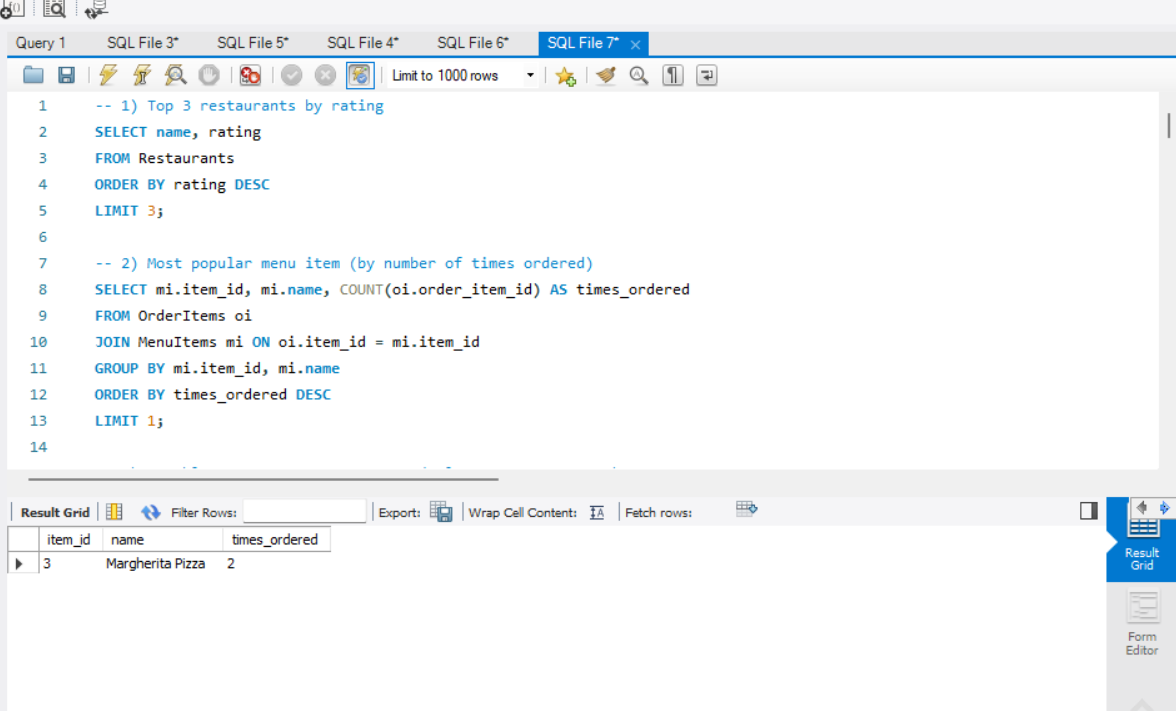 Query 1 SQL File 3* SQL File 5* SQL File 4* SQL File 6* SQL File 7* ×
Limit to 1000 rows
1 -- 1) Top 3 restaurants by rating
2 SELECT name, rating
3 FROM Restaurants
4 ORDER BY rating DESC
5 LIMIT 3;
6
7 -- 2) Most popular menu item (by number of times ordered)
8 SELECT mi.item_id, mi.name, COUNT(oi.order_item_id) AS times_ordered
9 FROM OrderItems oi
10 JOIN MenuItems mi ON oi.item_id = mi.item_id
11 GROUP BY mi.item_id, mi.name
12 ORDER BY times_ordered DESC
13 LIMIT 1;
14
Result Grid Filter Rows: Export: Wrap Cell Content: IA Fetch rows:
item_id name times_ordered
3 Margherita Pizza 2
Result
Grid
Form
Editor